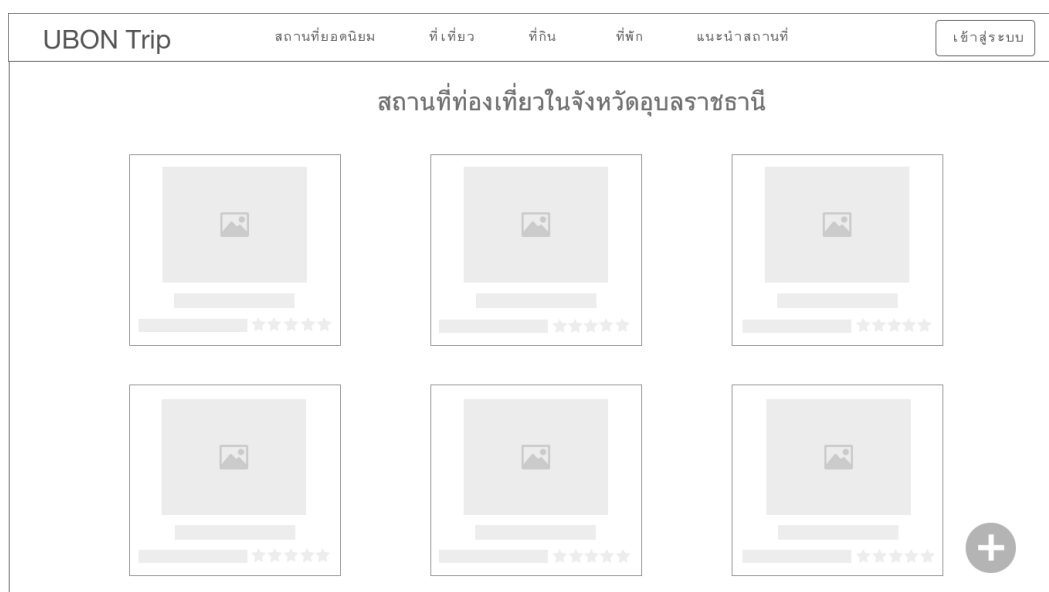 UBON Trip สถานที่ยอดนิยม ที่เที่ยว ที่กิน ที่พัก แนะนำสถานที่ เข้าสู่ระบบ
สถานที่ท่องเที่ยวในจังหวัดอุบลราชธานี